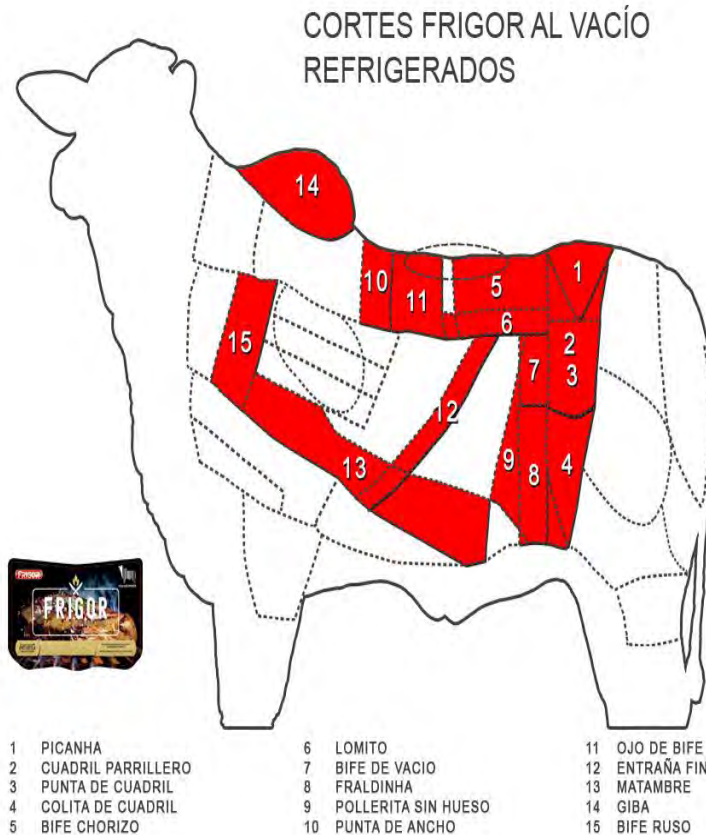 CORTES FRIGOR AL VACÍO
REFRIGERADOS
14
10
11
5
1
6
2
15
7
3
12
9
8
4
13
FRIGOR
FRIGOR
1 PICANHA
2 CUADRIL PARRILLERO
3 PUNTA DE CUADRIL
4 COLITA DE CUADRIL
5 BIFE CHORIZO
6 LOMITO
7 BIFE DE VACIO
8 FRALDINHA
9 POLLERITA SIN HUESO
10 PUNTA DE ANCHO
11 OJO DE BIFE
12 ENTRAÑA FIN
13 MATAMBRE
14 GIBA
15 BIFE RUSO